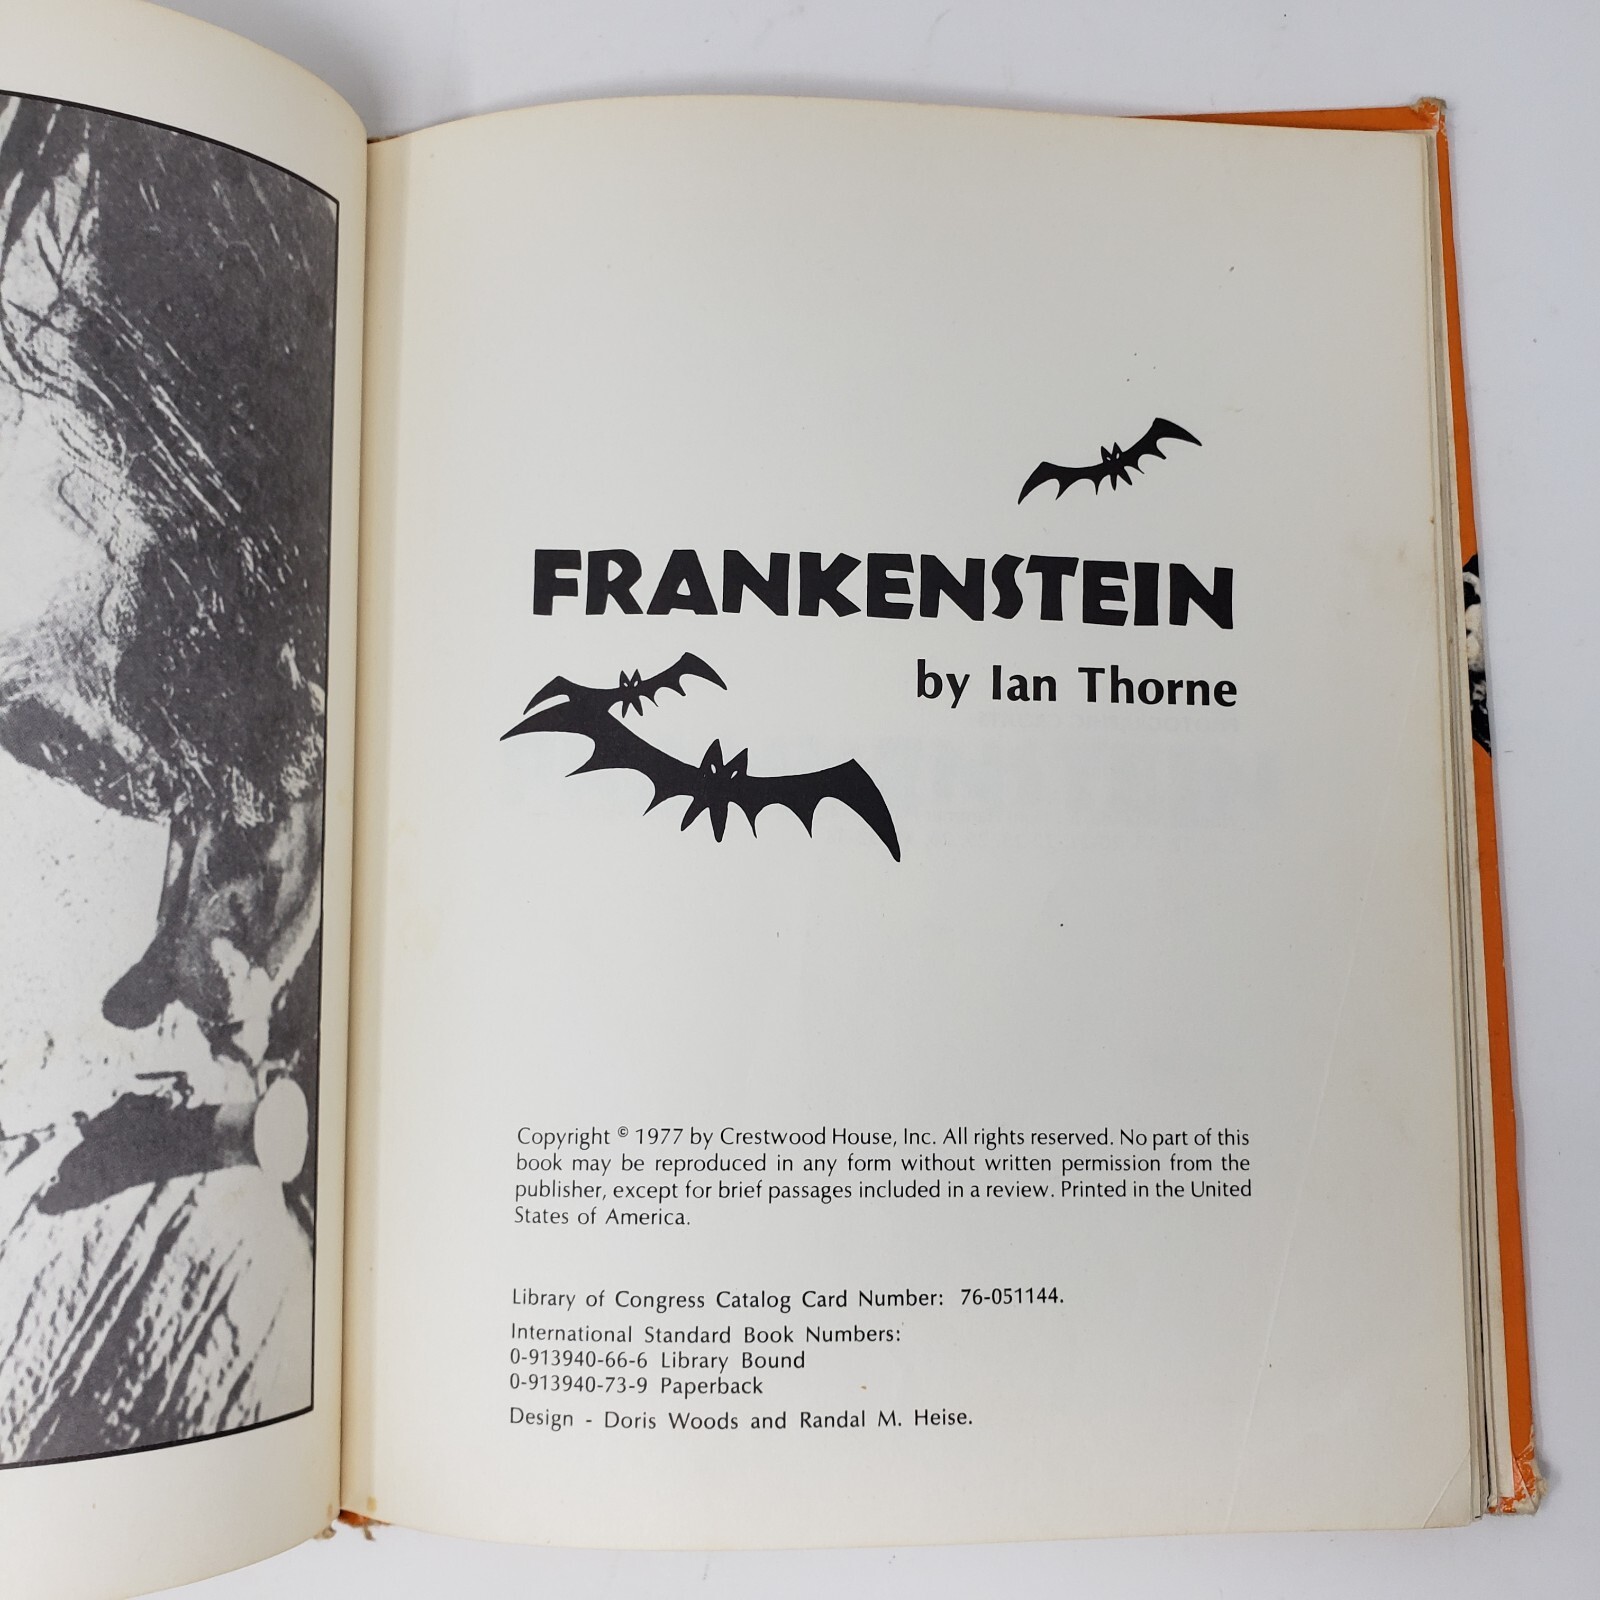 FRANKENSTEIN
by Ian Thorne
Copyright © 1977 by Crestwood House, Inc. All rights reserved. No part of this
book may be reproduced in any form without written permission from the
publisher, except for brief passages included in a review. Printed in the United
States of America.
Library of Congress Catalog Card Number: 76-051144.
International Standard Book Numbers:
0-913940-66-6 Library Bound
0-913940-73-9 Paperback
Design - Doris Woods and Randal M. Heise.